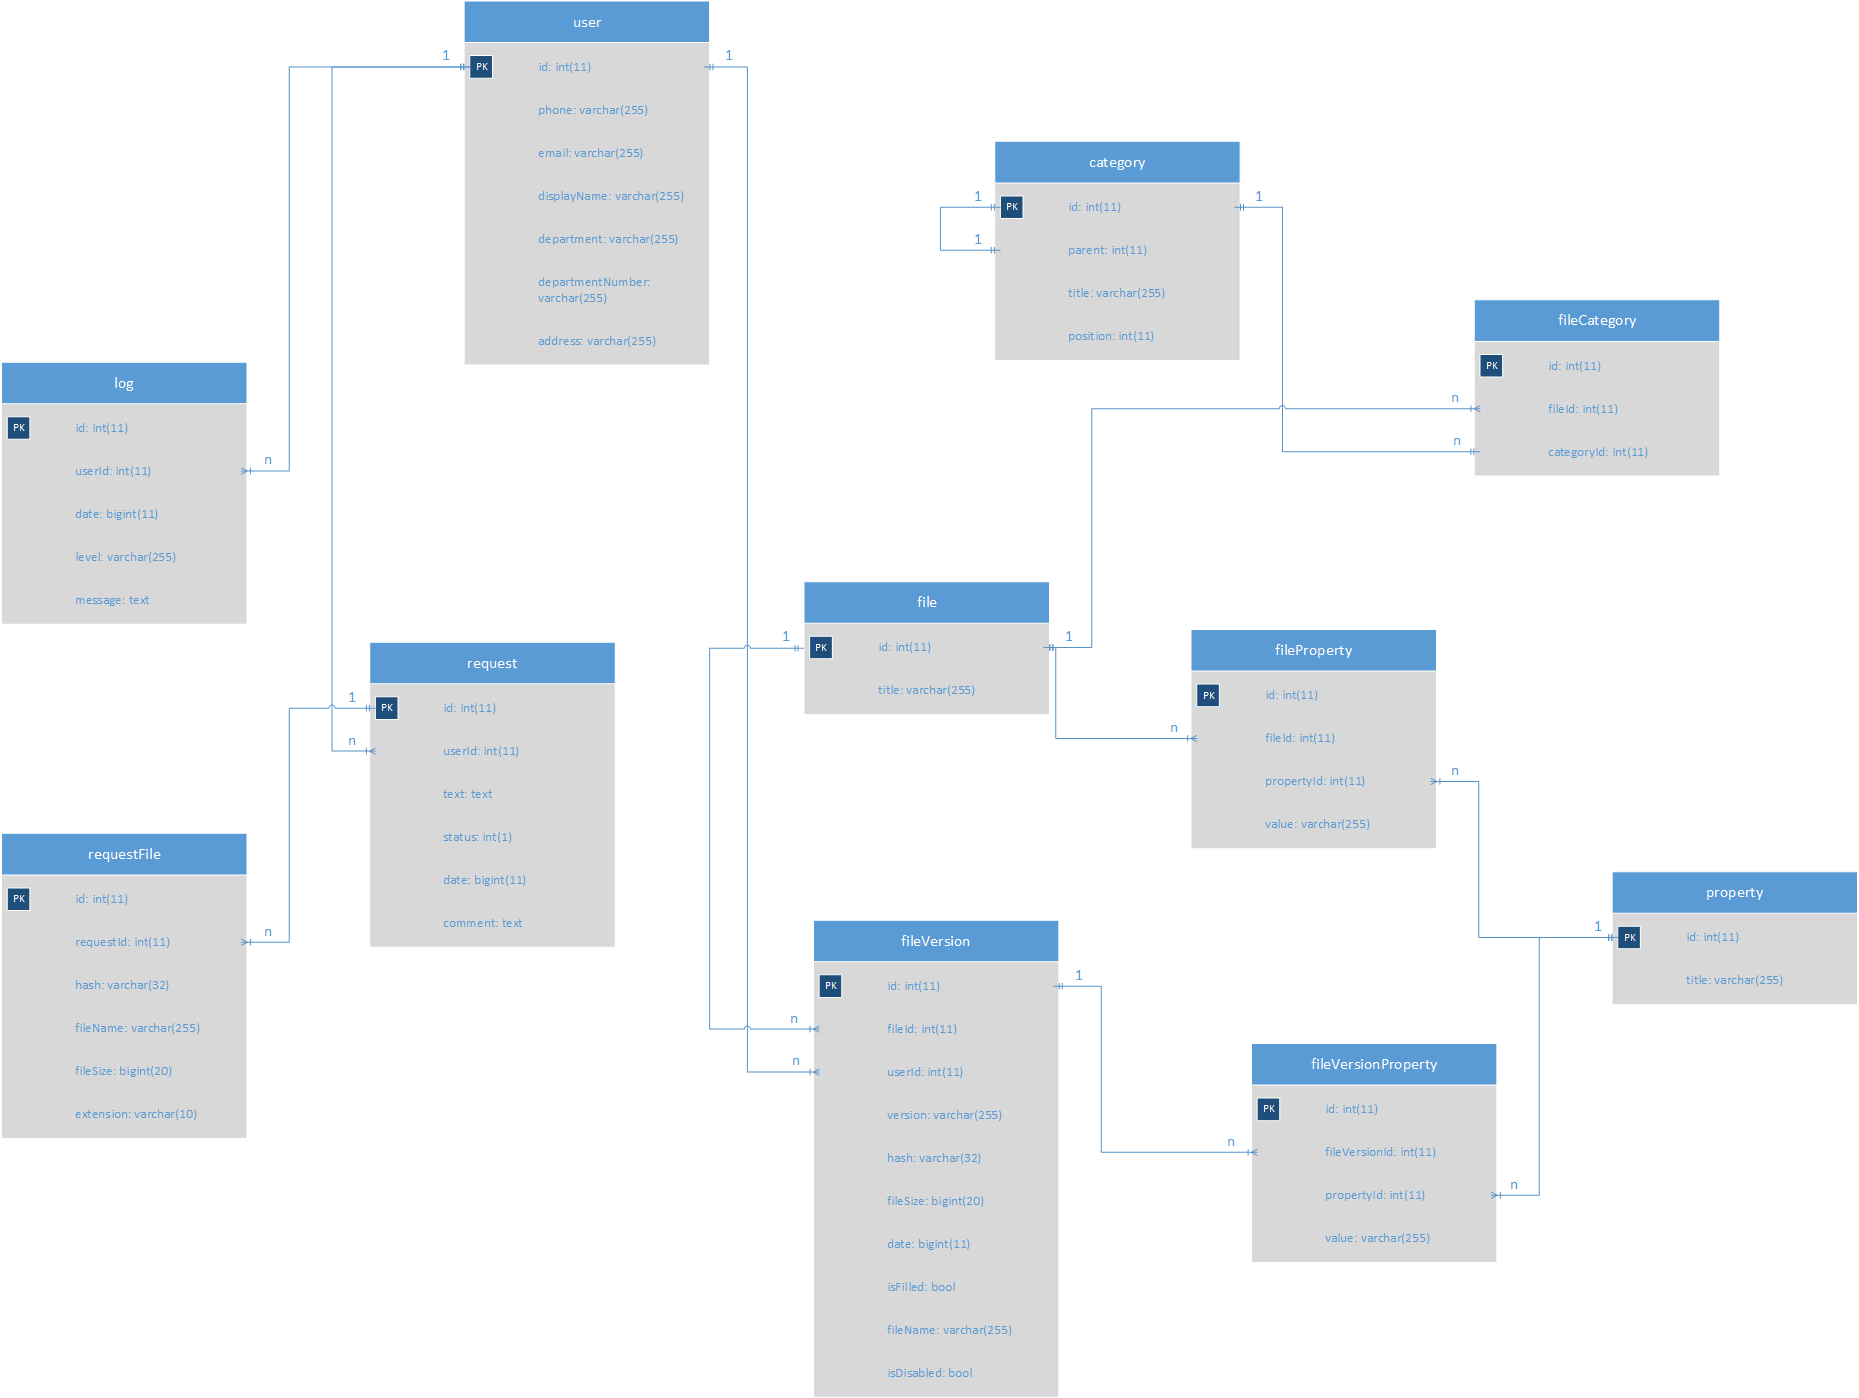 user
1
PK
id: int(11)
1
phone: varchar(255)
email: varchar(255)
displayName: varchar(255)
department: varchar(255)
departmentNumber:
varchar(255)
address: varchar(255)
category
1
PK
id: int(11)
1
1
parent: int(11)
title: varchar(255)
position: int(11)
fileCategory
PK
id: int(11)
n
fileId: int(11)
n
categoryId: int(11)
log
PK
id: int(11)
userId: int(11)
n
date: bigint(11)
level: varchar(255)
message: text
file
1
PK
id: int(11)
1
title: varchar(255)
request
1
PK
id: int(11)
n
userId: int(11)
text: text
status: int(1)
date: bigint(11)
comment: text
fileProperty
PK
id: int(11)
n
fileId: int(11)
propertyId: int(11)
n
value: varchar(255)
requestFile
PK
id: int(11)
requestId: int(11)
n
hash: varchar(32)
fileName: varchar(255)
fileSize: bigint(20)
extension: varchar(10)
property
1
PK
id: int(11)
title: varchar(255)
fileVersion
PK
id: int(11)
1
n
fileId: int(11)
n
userId: int(11)
version: varchar(255)
hash: varchar(32)
fileSize: bigint(20)
date: bigint(11)
isFilled: bool
fileName: varchar(255)
isDisabled: bool
fileVersionProperty
PK
id: int(11)
n
fileVersionId: int(11)
propertyId: int(11)
n
value: varchar(255)